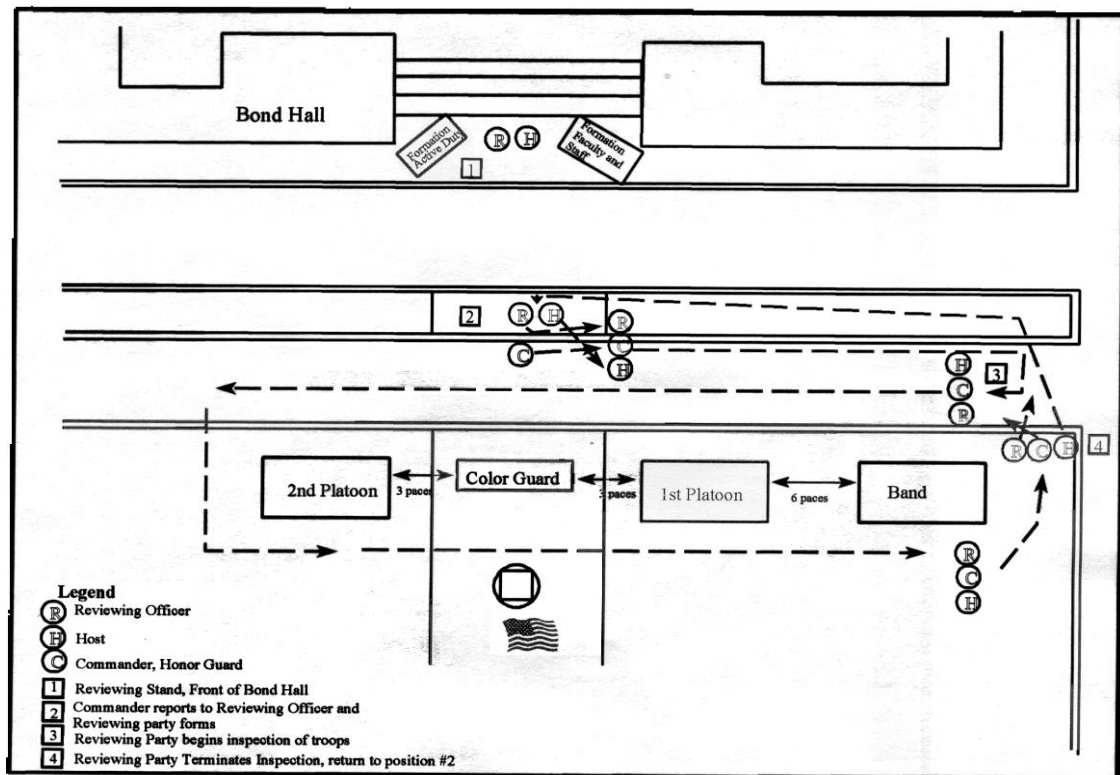 Bond Hall
Formation
Active Duty
R
H
Formation
Faculty and
Staff
1
2
R
H
R
C
C
H
H
3
C
R
R
C
H
4
2nd Platoon
3 paces
Color Guard
3 paces
1st Platoon
6 paces
Band
R
C
H
Legend
R Reviewing Officer
H Host
C Commander, Honor Guard
1 Reviewing Stand, Front of Bond Hall
2 Commander reports to Reviewing Officer and
Reviewing party forms
3 Reviewing Party begins inspection of troops
4 Reviewing Party Terminates Inspection, return to position #2